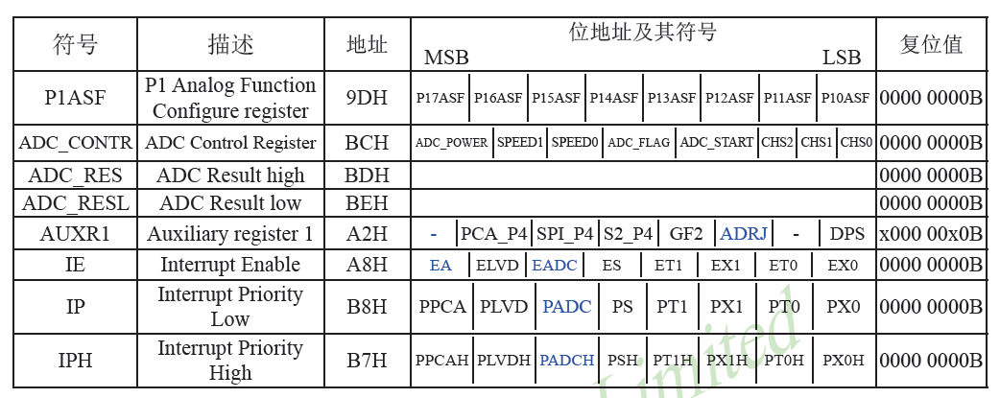 符号 描述 地址 位地址及其符号 复位值
MSB LSB
P1ASF P1 Analog Function Configure register 9DH P17ASF P16ASF P15ASF P14ASF P13ASF P12ASF P11ASF P10ASF 0000 0000B
ADC_CONTR ADC Control Register BCH ADC_POWER SPEED1 SPEED0 ADC_FLAG ADC_START CHS2 CHS1 CHS0 0000 0000B
ADC_RES ADC Result high BDH 0000 0000B
ADC_RESL ADC Result low BEH 0000 0000B
AUXR1 Auxiliary register 1 A2H - PCA_P4 SPI_P4 S2_P4 GF2 ADRJ - DPS x000 00x0B
IE Interrupt Enable A8H EA ELVD EADC ES ET1 EX1 ET0 EX0 0000 0000B
IP Interrupt Priority Low B8H PPCA PLVD PADC PS PT1 PX1 PT0 PX0 0000 0000B
IPH Interrupt Priority High B7H PPCAH PLVDH PADCH PSH PT1H PX1H PT0H PX0H 0000 0000B
Limited